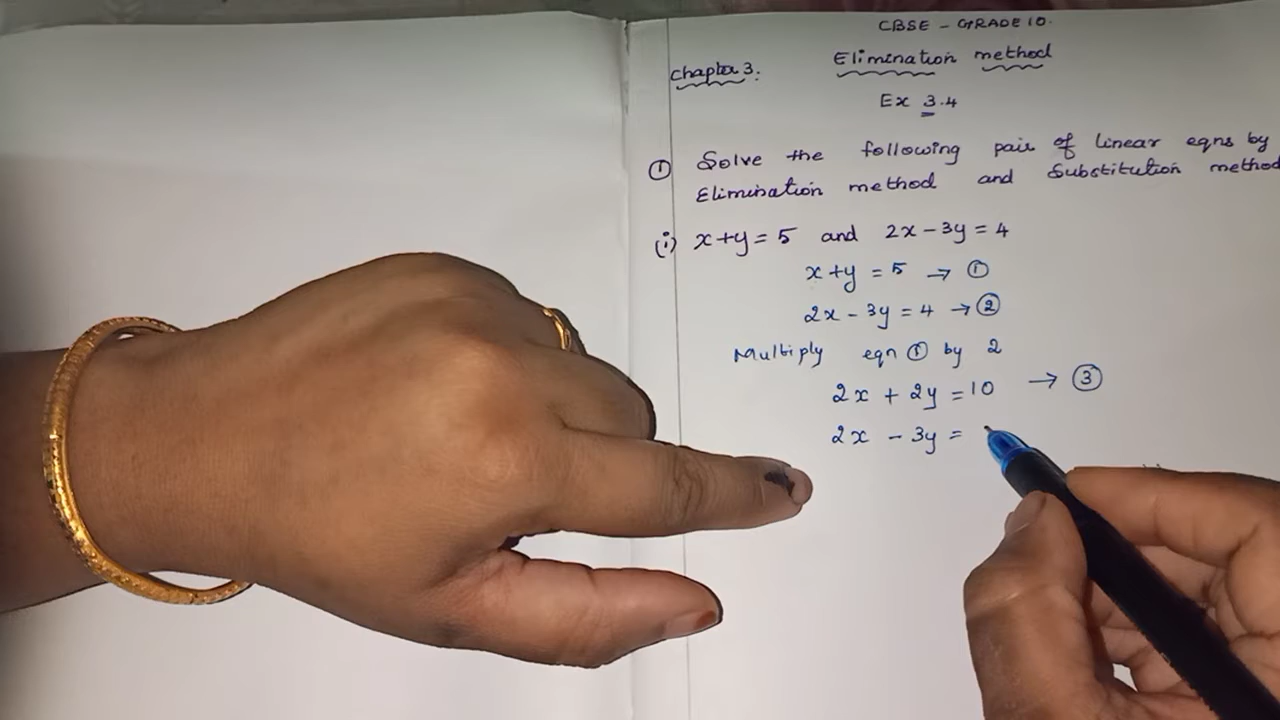 CBSE - GRADE 10.
Chapter 3. Elimination method
Ex 3.4
① Solve the following pair of linear eqns by
Elimination method and Substitution method
(i) x+y = 5 and 2x - 3y = 4
x+y = 5 → ①
2x - 3y = 4 → ②
Multiply eqn ① by 2
2x + 2y = 10 → ③
2x - 3y =